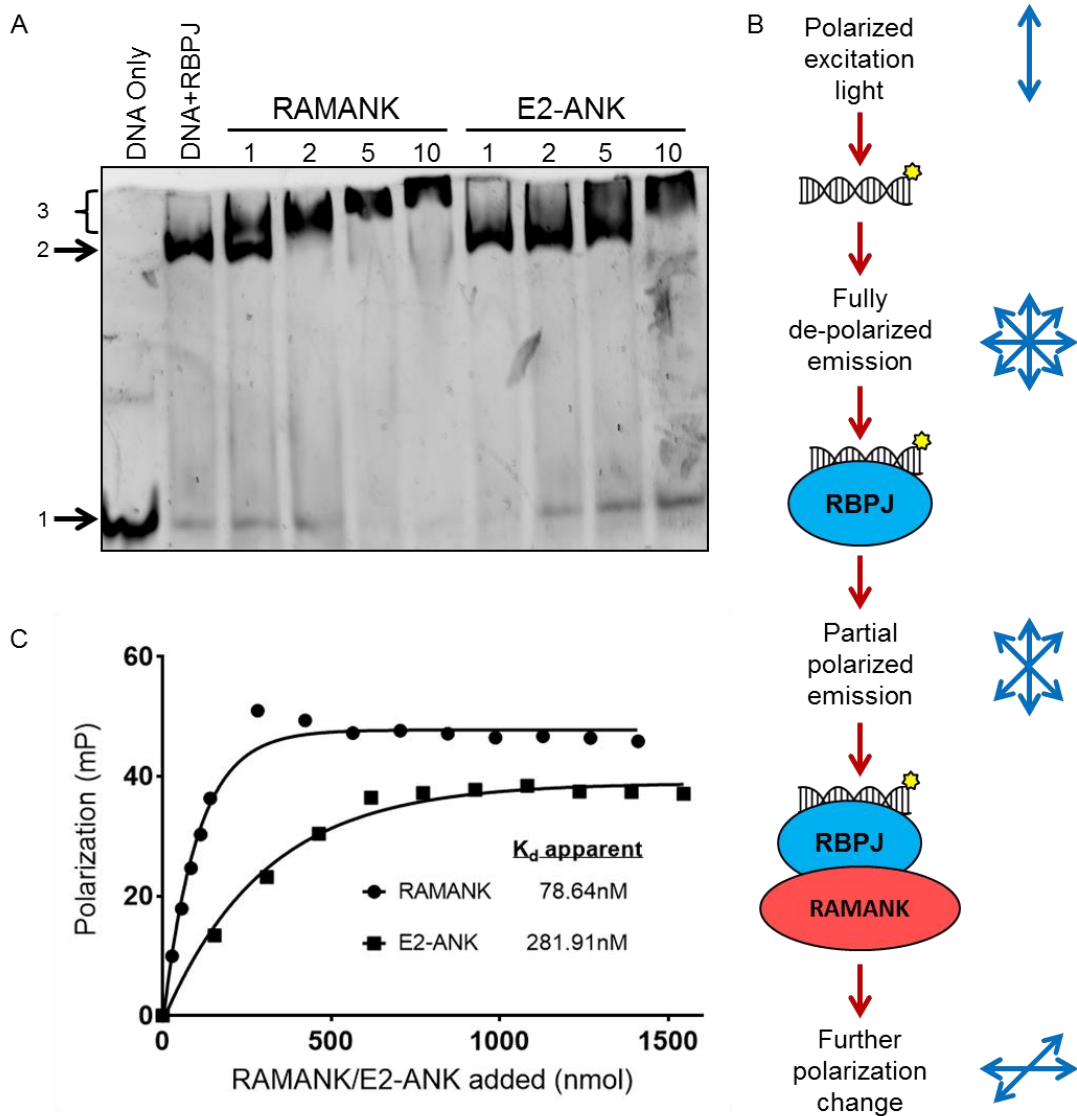 A
DNA Only
DNA+RBPJ
RAMANK
E2-ANK
1 2 5 10 1 2 5 10
3
2
1
B
Polarized
excitation
light
Fully
de-polarized
emission
RBPJ
Partial
polarized
emission
RBPJ
RAMANK
Further
polarization
change
C
Polarization (mP)
60
40
20
0
0 500 1000 1500
RAMANK/E2-ANK added (nmol)
Kd apparent
RAMANK 78.64nM
E2-ANK 281.91nM